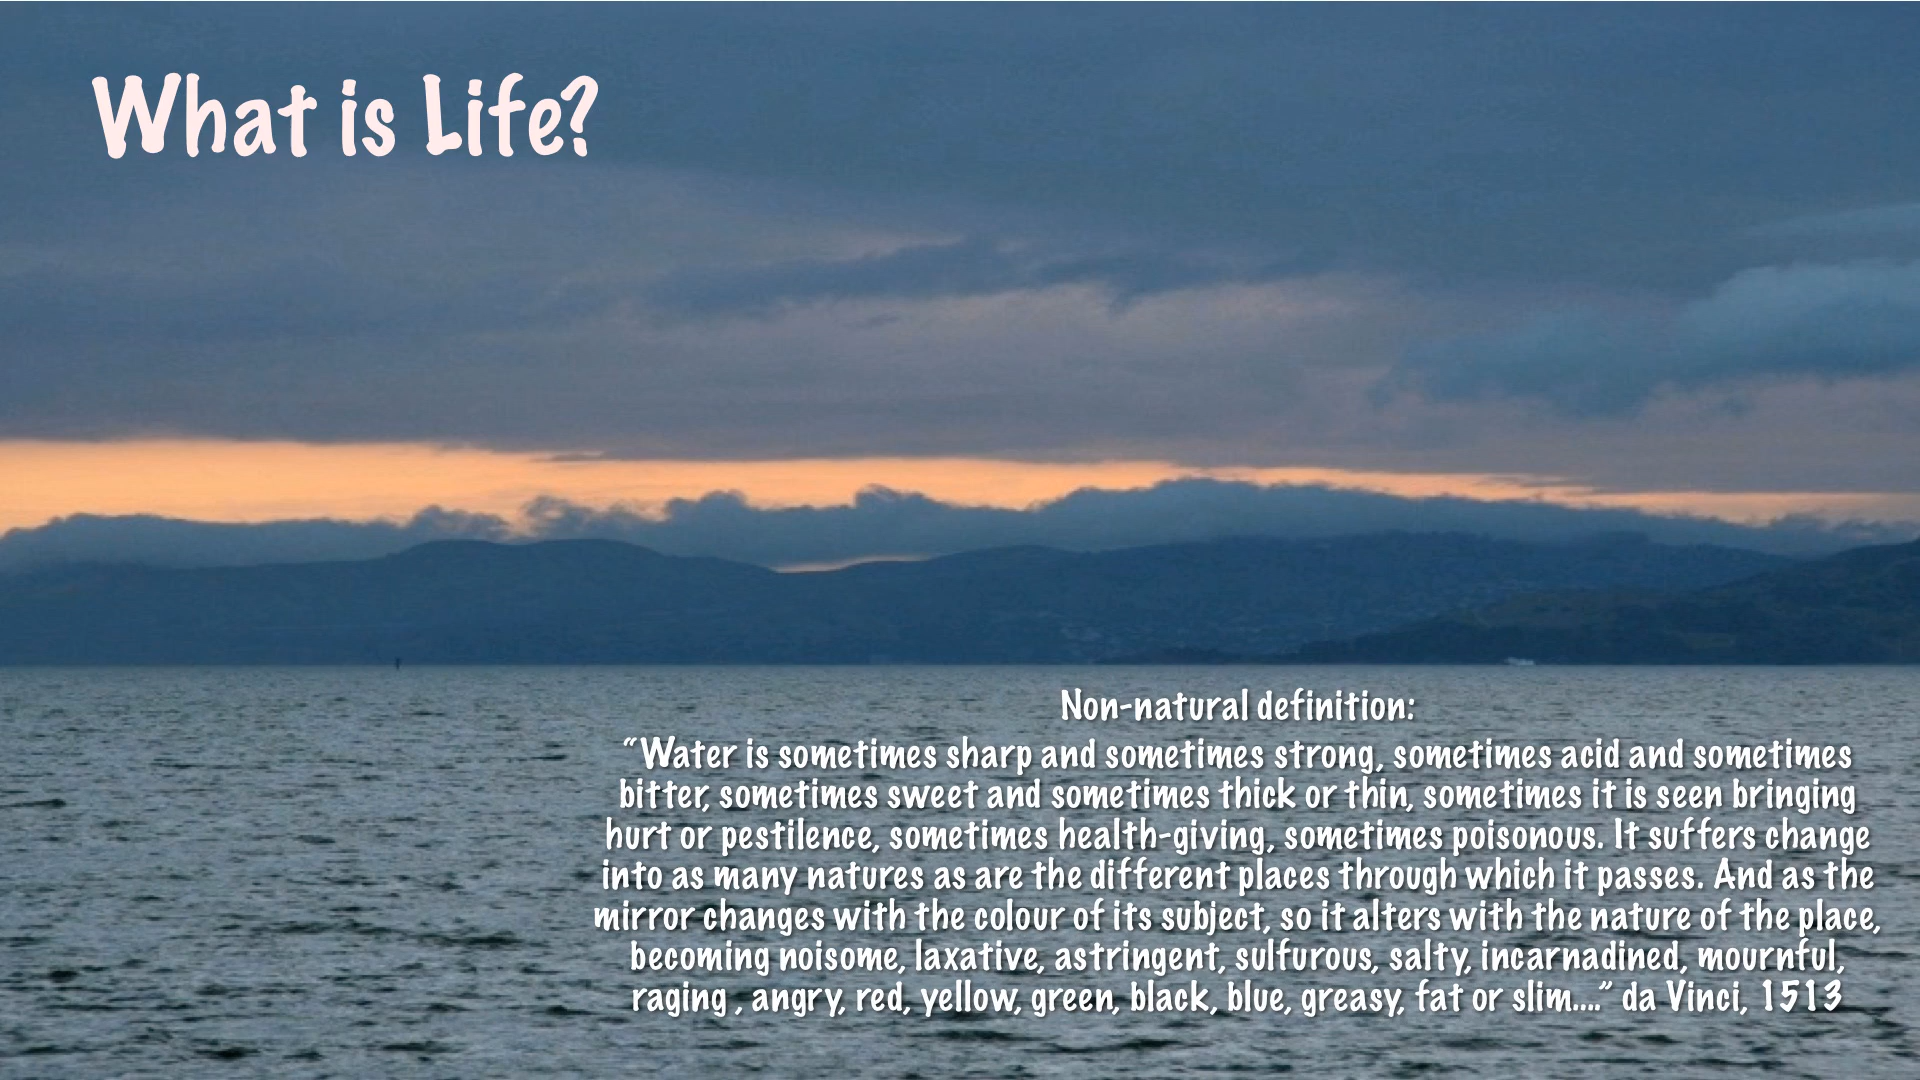 What is Life?
Non-natural definition:
“Water is sometimes sharp and sometimes strong, sometimes acid and sometimes
bitter, sometimes sweet and sometimes thick or thin, sometimes it is seen bringing
hurt or pestilence, sometimes health-giving, sometimes poisonous. It suffers change
into as many natures as are the different places through which it passes. And as the
mirror changes with the colour of its subject, so it alters with the nature of the place,
becoming noisome, laxative, astringent, sulfurous, salty, incarnadined, mournful,
raging , angry, red, yellow, green, black, blue, greasy, fat or slim....” da Vinci, 1513